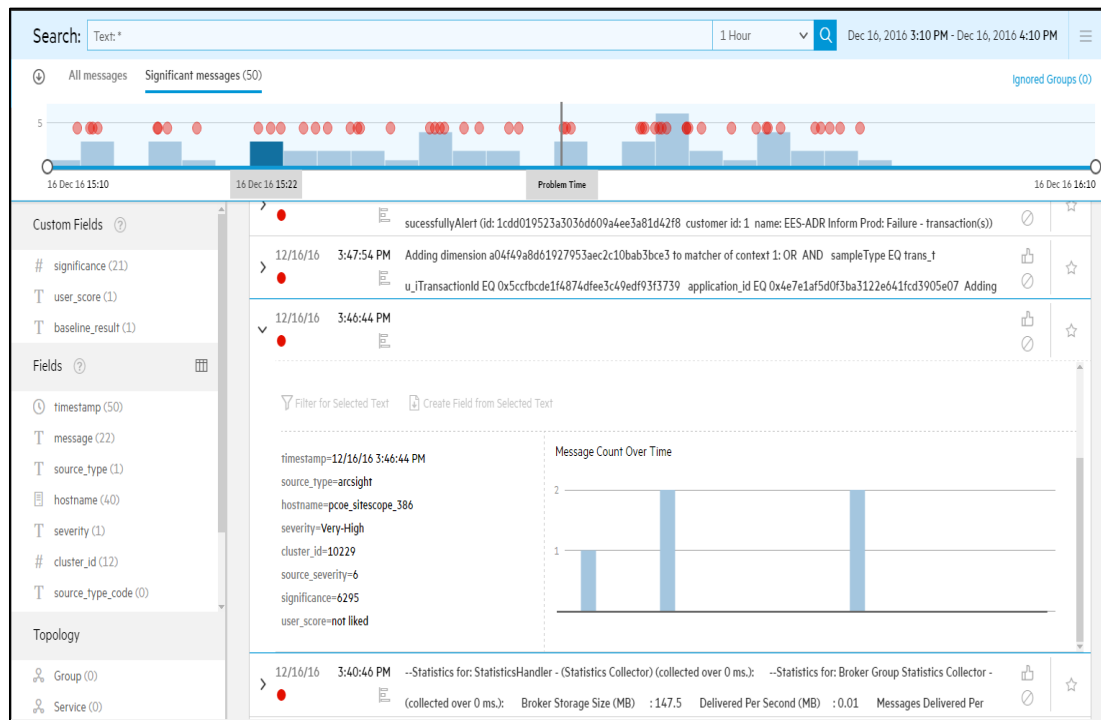 Search: Text: * 1 Hour Dec 16, 2016 3:10 PM - Dec 16, 2016 4:10 PM
All messages Significant messages (50) Ignored Groups (0)
5
16 Dec 16 15:10 16 Dec 16 15:22 Problem Time 16 Dec 16 16:10
Custom Fields ?
# significance (21)
T user_score (1)
T baseline_result (1)
Fields ?
timestamp (50)
T message (22)
T source_type (1)
hostname (40)
T severity (1)
# cluster_id (12)
T source_type_code (0)
Topology
Group (0)
Service (0)
sucessfullyAlert (id: 1cdd019523a3036d609a4ee3a81d42f8 customer id: 1 name: EES-ADR Inform Prod: Failure - transaction(s))
12/16/16 3:47:54 PM Adding dimension a04f49a8d61927953aec2c10bab3bce3 to matcher of context 1: OR AND sampleType EQ trans_t
u_iTransactionId EQ 0x5ccfbcde1f4874dfee3c49edf93f3739 application_id EQ 0x4e7e1af5d0f3ba3122e641fcd3905e07 Adding
12/16/16 3:46:44 PM
Filter for Selected Text Create Field from Selected Text
timestamp=12/16/16 3:46:44 PM
source_type=arcsight
hostname=pcoe_sitescope_386
severity=Very-High
cluster_id=10229
source_severity=6
significance=6295
user_score=not liked
Message Count Over Time
2
1
12/16/16 3:40:46 PM --Statistics for: StatisticsHandler - (Statistics Collector) (collected over 0 ms.): --Statistics for: Broker Group Statistics Collector -
(collected over 0 ms.): Broker Storage Size (MB) : 147.5 Delivered Per Second (MB) : 0.01 Messages Delivered Per